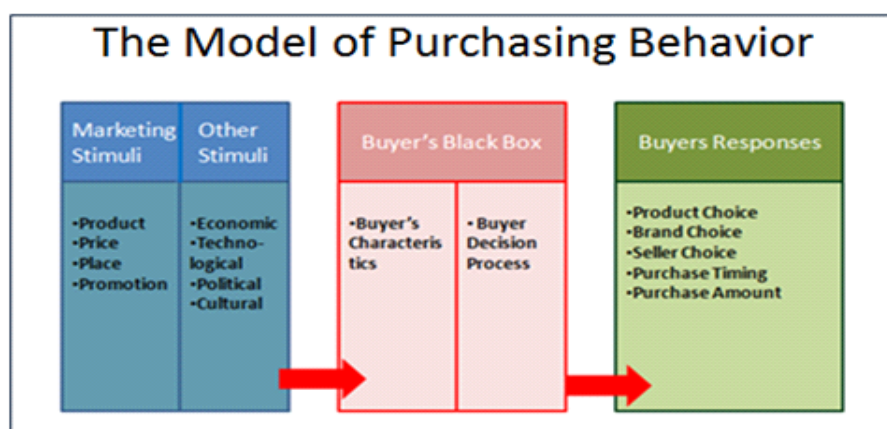 The Model of Purchasing Behavior
Marketing
Stimuli
Other
Stimuli
Buyer's Black Box
Buyers Responses
•Product
•Price
•Place
•Promotion
•Economic
•Techno-
logical
•Political
•Cultural
•Buyer's
Characteris
tics
• Buyer
Decision
Process
•Product Choice
•Brand Choice
•Seller Choice
•Purchase Timing
•Purchase Amount